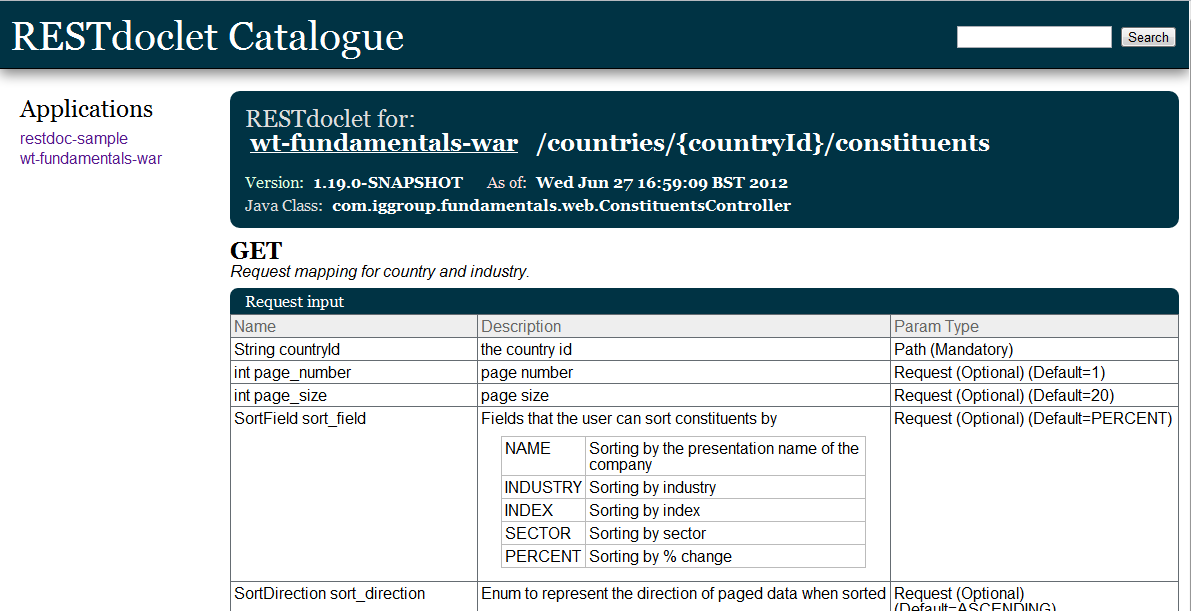 RESTdoclet Catalogue
Search
Applications
restdoc-sample
wt-fundamentals-war
RESTdoclet for:
wt-fundamentals-war /countries/{countryId}/constituents
Version: 1.19.0-SNAPSHOT As of: Wed Jun 27 16:59:09 BST 2012
Java Class: com.iggroup.fundamentals.web.ConstituentsController
GET
Request mapping for country and industry.
Request input
Name Description Param Type
String countryId the country id Path (Mandatory)
int page_number page number Request (Optional) (Default=1)
int page_size page size Request (Optional) (Default=20)
SortField sort_field Fields that the user can sort constituents by Request (Optional) (Default=PERCENT)
NAME Sorting by the presentation name of the
company
INDUSTRY Sorting by industry
INDEX Sorting by index
SECTOR Sorting by sector
PERCENT Sorting by % change
SortDirection sort_direction Enum to represent the direction of paged data when sorted Request (Optional)
(Default=ASCENDING)